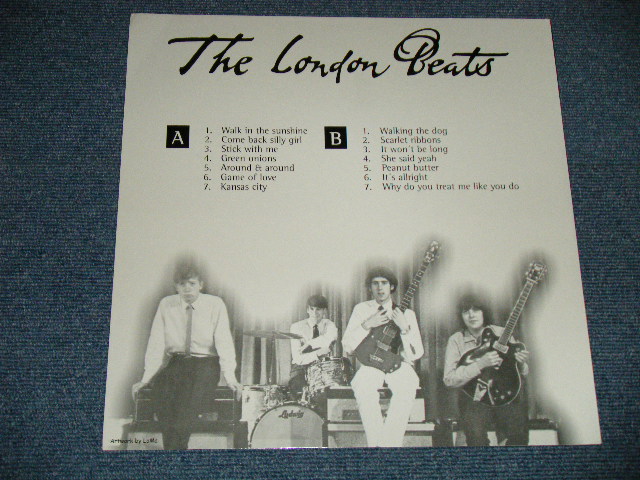 The London Beats
A
1. Walk in the sunshine
2. Come back silly girl
3. Stick with me
4. Green onions
5. Around & around
6. Game of love
7. Kansas city
B
1. Walking the dog
2. Scarlet ribbons
3. It won't be long
4. She said yeah
5. Peanut butter
6. It's allright
7. Why do you treat me like you do
Ludwig
Artwork by